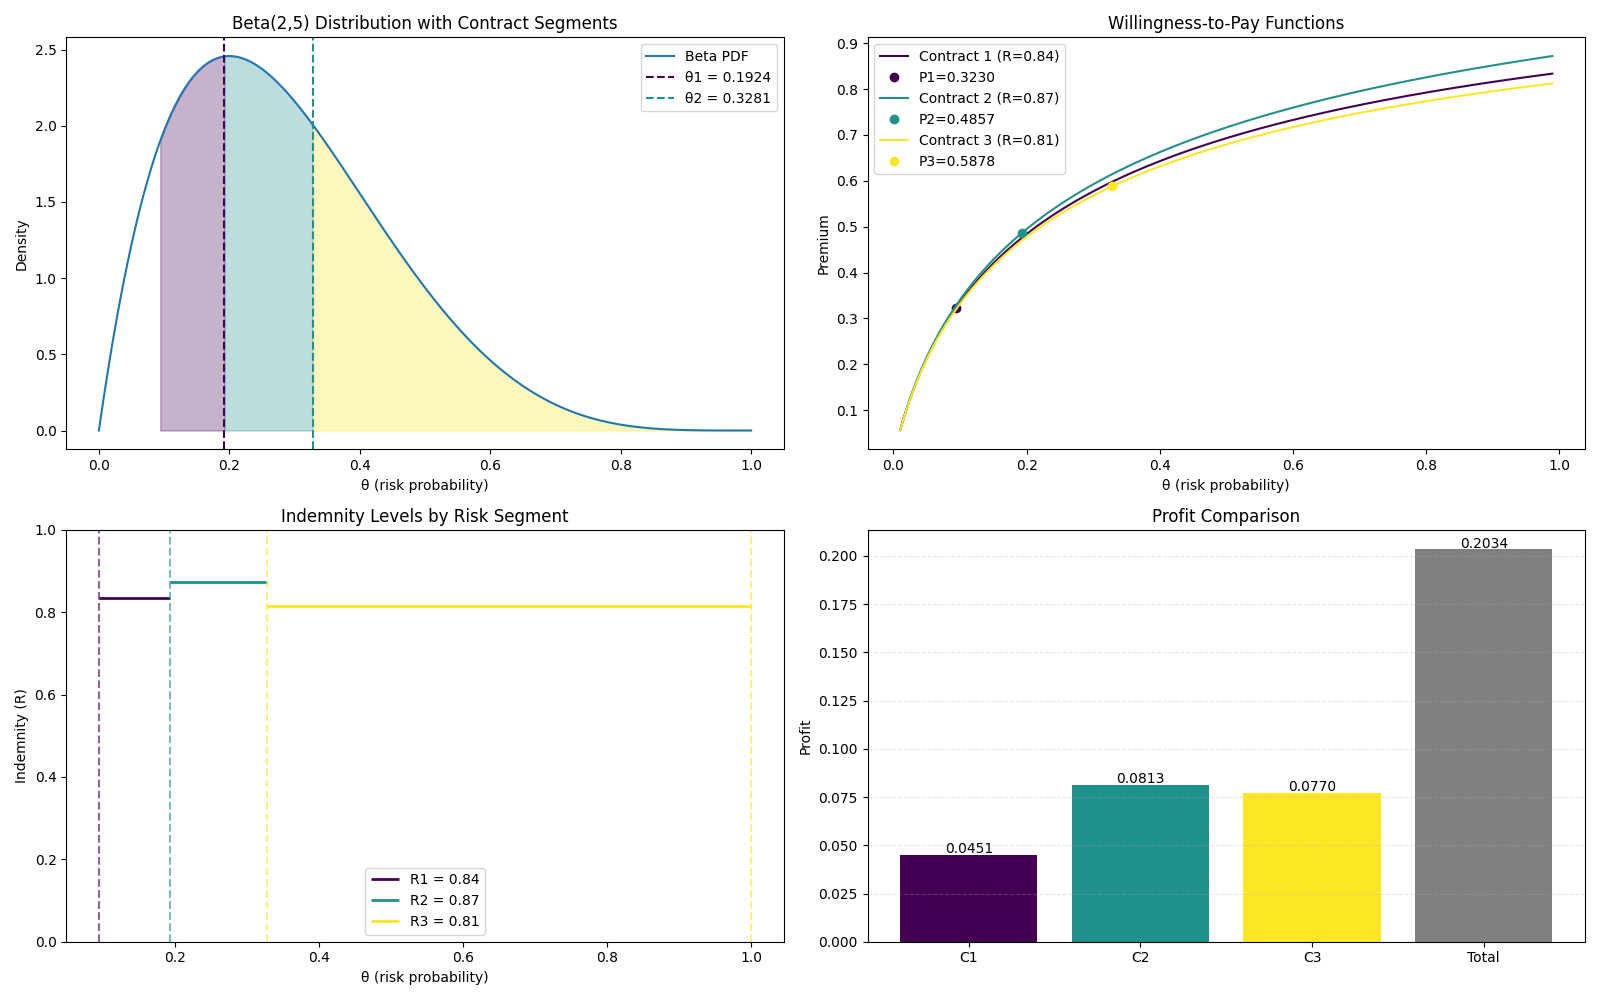 Beta(2,5) Distribution with Contract Segments
Density
2.5
2.0
1.5
1.0
0.5
0.0
Beta PDF
θ1 = 0.1924
θ2 = 0.3281
0.0 0.2 0.4 0.6 0.8 1.0
θ (risk probability)
Willingness-to-Pay Functions
Premium
0.9
0.8
0.7
0.6
0.5
0.4
0.3
0.2
0.1
Contract 1 (R=0.84)
P1=0.3230
Contract 2 (R=0.87)
P2=0.4857
Contract 3 (R=0.81)
P3=0.5878
0.0 0.2 0.4 0.6 0.8 1.0
θ (risk probability)
Indemnity Levels by Risk Segment
Indemnity (R)
1.0
0.8
0.6
0.4
0.2
0.0
R1 = 0.84
R2 = 0.87
R3 = 0.81
0.2 0.4 0.6 0.8 1.0
θ (risk probability)
Profit Comparison
Profit
0.200
0.175
0.150
0.125
0.100
0.075
0.050
0.025
0.000
0.0451
0.0813
0.0770
0.2034
C1 C2 C3 Total